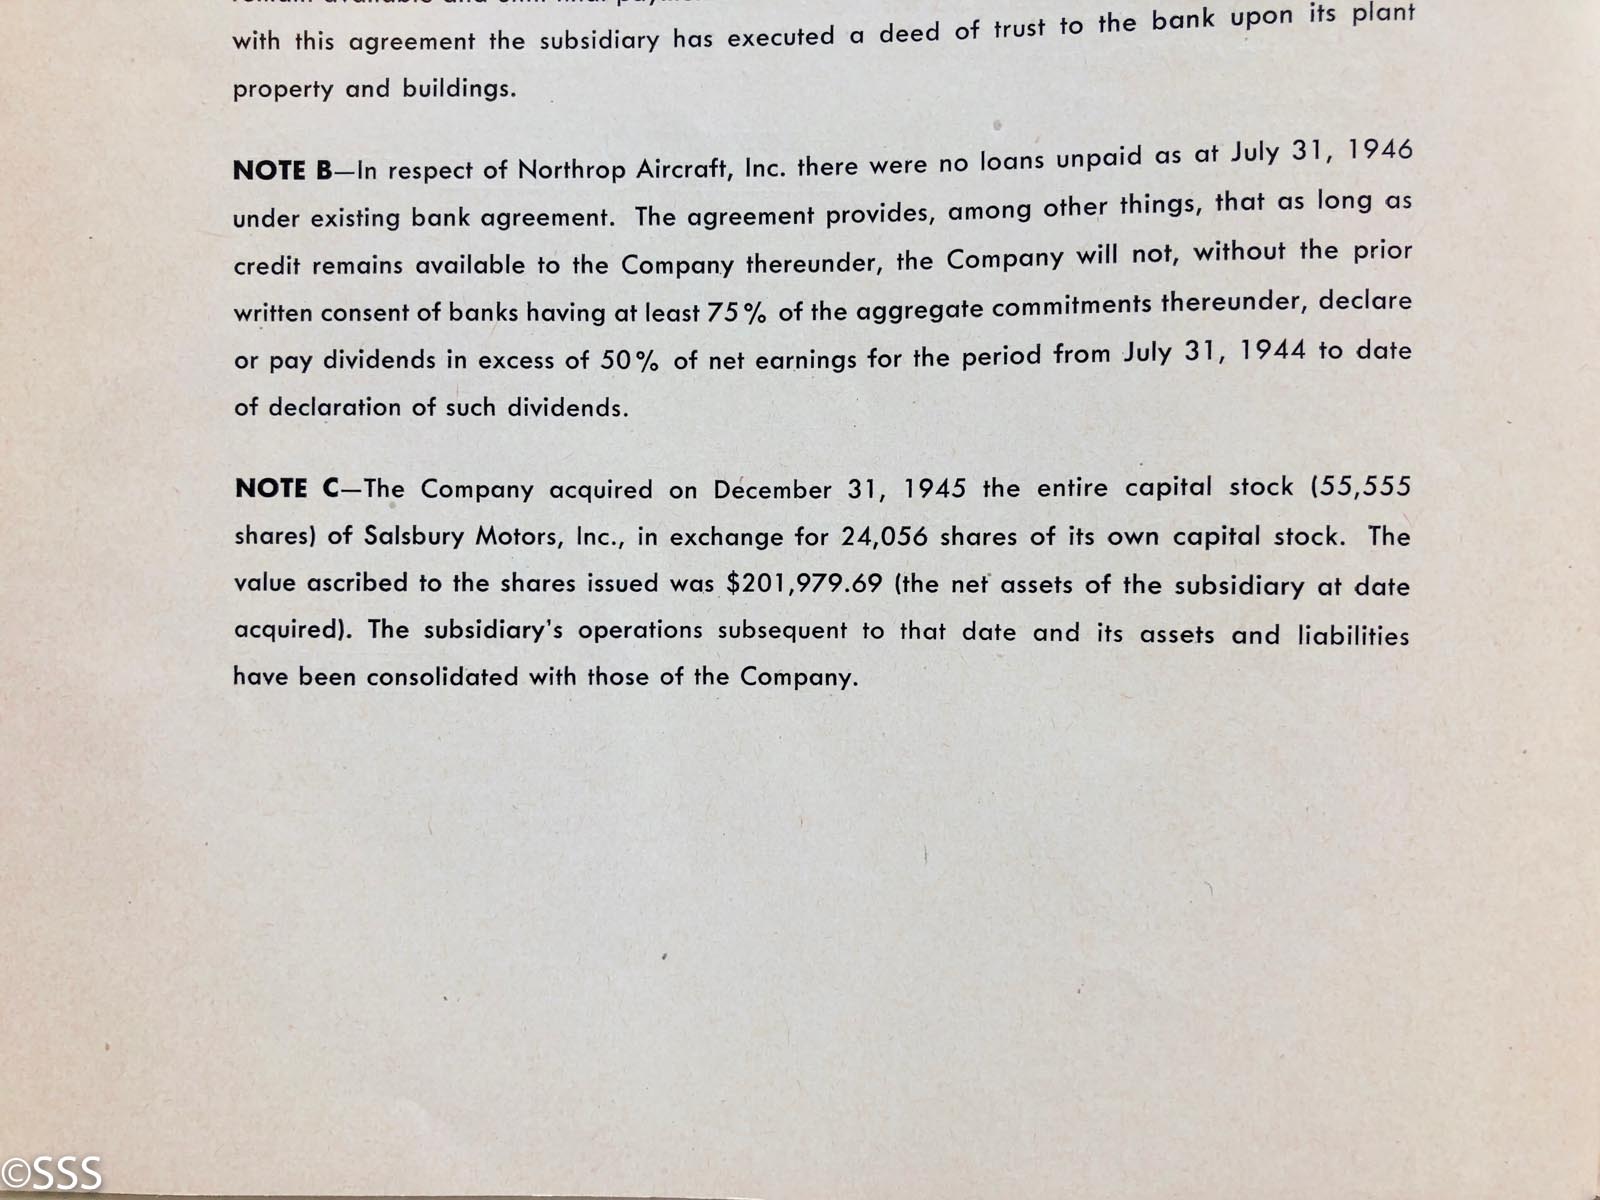 with this agreement the subsidiary has executed a deed of trust to the bank upon its plant
property and buildings.
NOTE B—In respect of Northrop Aircraft, Inc. there were no loans unpaid as at July 31, 1946
under existing bank agreement. The agreement provides, among other things, that as long as
credit remains available to the Company thereunder, the Company will not, without the prior
written consent of banks having at least 75% of the aggregate commitments thereunder, declare
or pay dividends in excess of 50% of net earnings for the period from July 31, 1944 to date
of declaration of such dividends.
NOTE C—The Company acquired on December 31, 1945 the entire capital stock (55,555
shares) of Salsbury Motors, Inc., in exchange for 24,056 shares of its own capital stock. The
value ascribed to the shares issued was $201,979.69 (the net assets of the subsidiary at date
acquired). The subsidiary's operations subsequent to that date and its assets and liabilities
have been consolidated with those of the Company.
©SSS